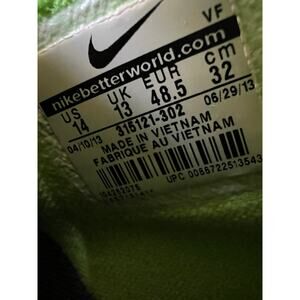 VF
nikebetterworld.com
US UK EUR cm
14 13 48.5 32
315121-302
04/10/13 06/29/13
MADE IN VIETNAM
FABRIQUE AU VIETNAM
UPC 00886722513543